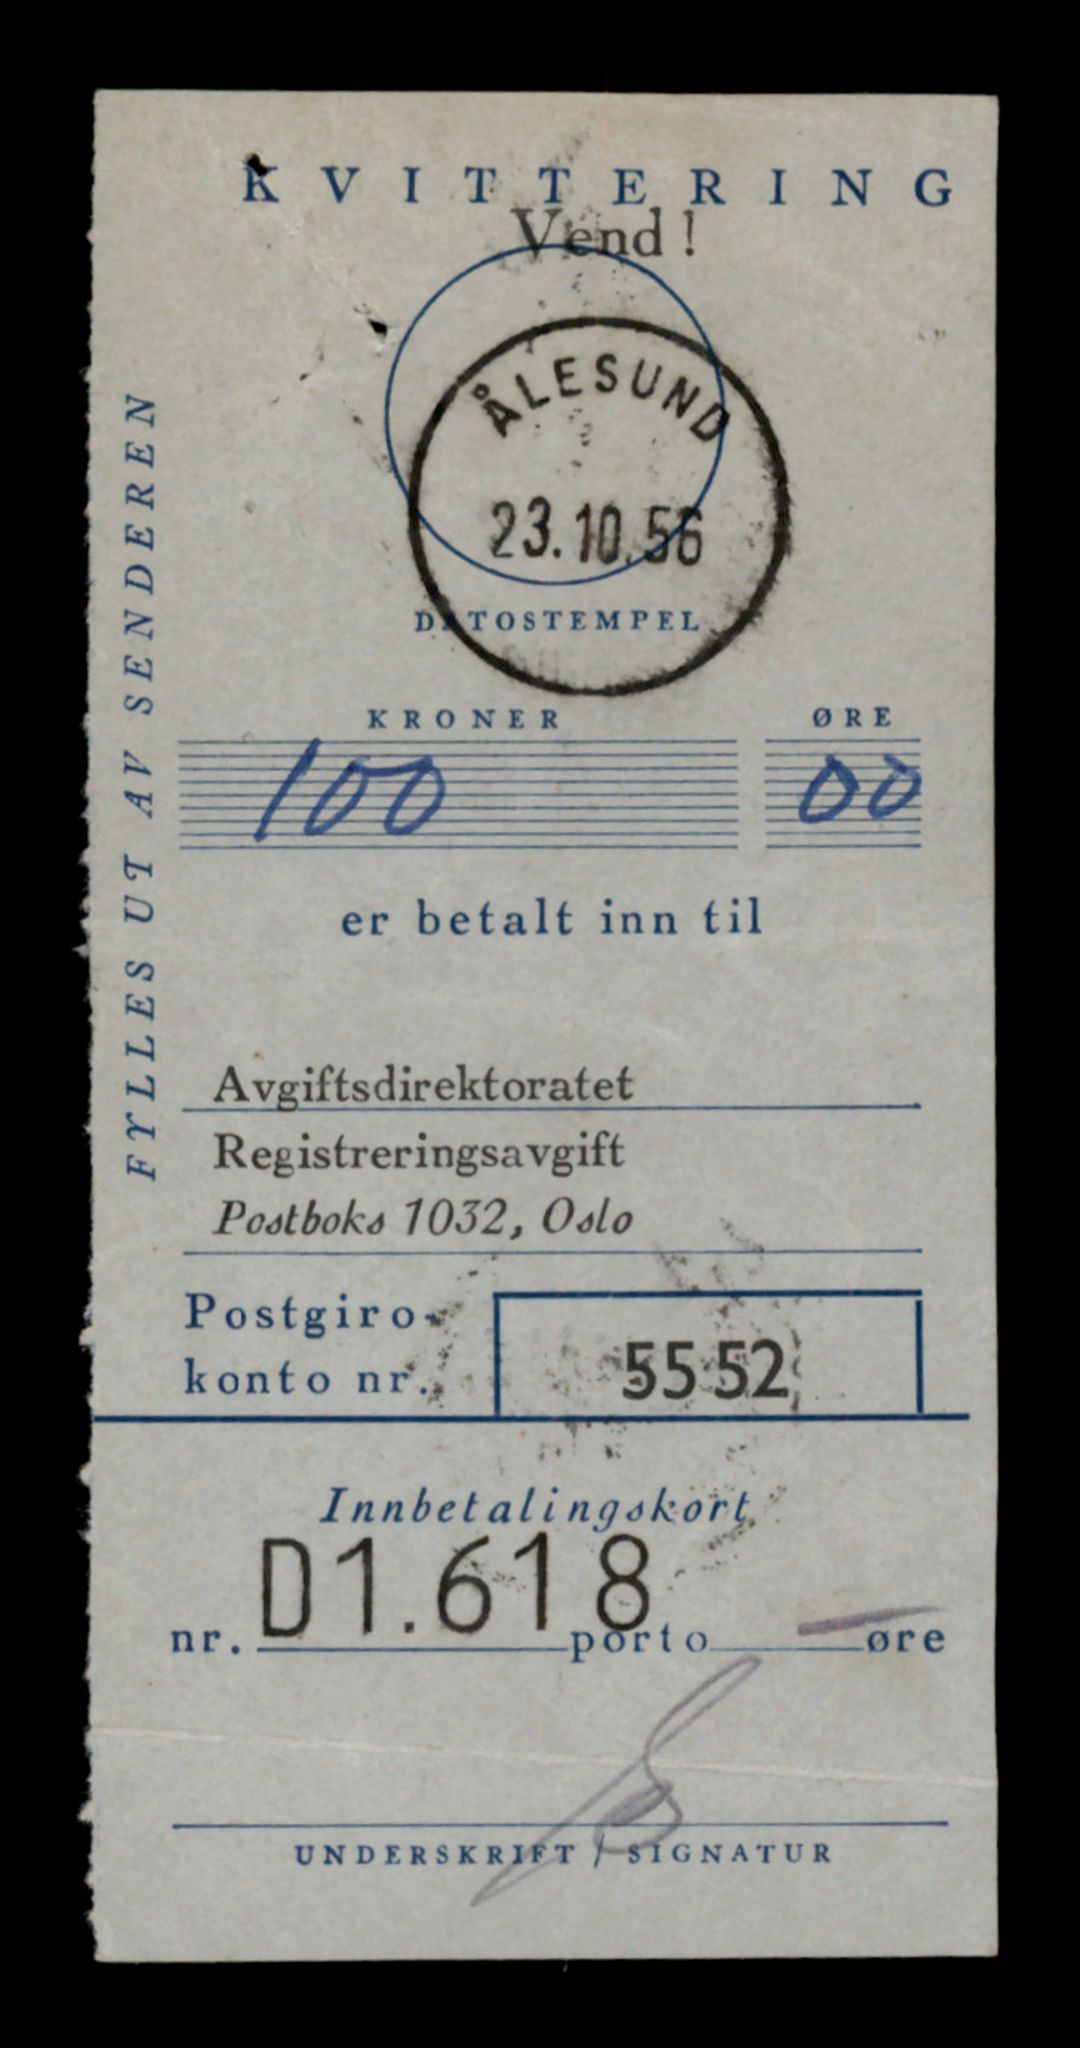 KVITTERING
Vend !
ÅLESUND
23.10.56
DATOSTEMPEL
FYLLES UT AV SENDEREN
KRONER ØRE
100 00
er betalt inn til
Avgiftsdirektoratet
Registreringsavgift
Postboks 1032, Oslo
Postgiro-
konto nr. 5552
Innbetalingskort
nr. D1.618 porto — øre
UNDERSKRIFT / SIGNATUR